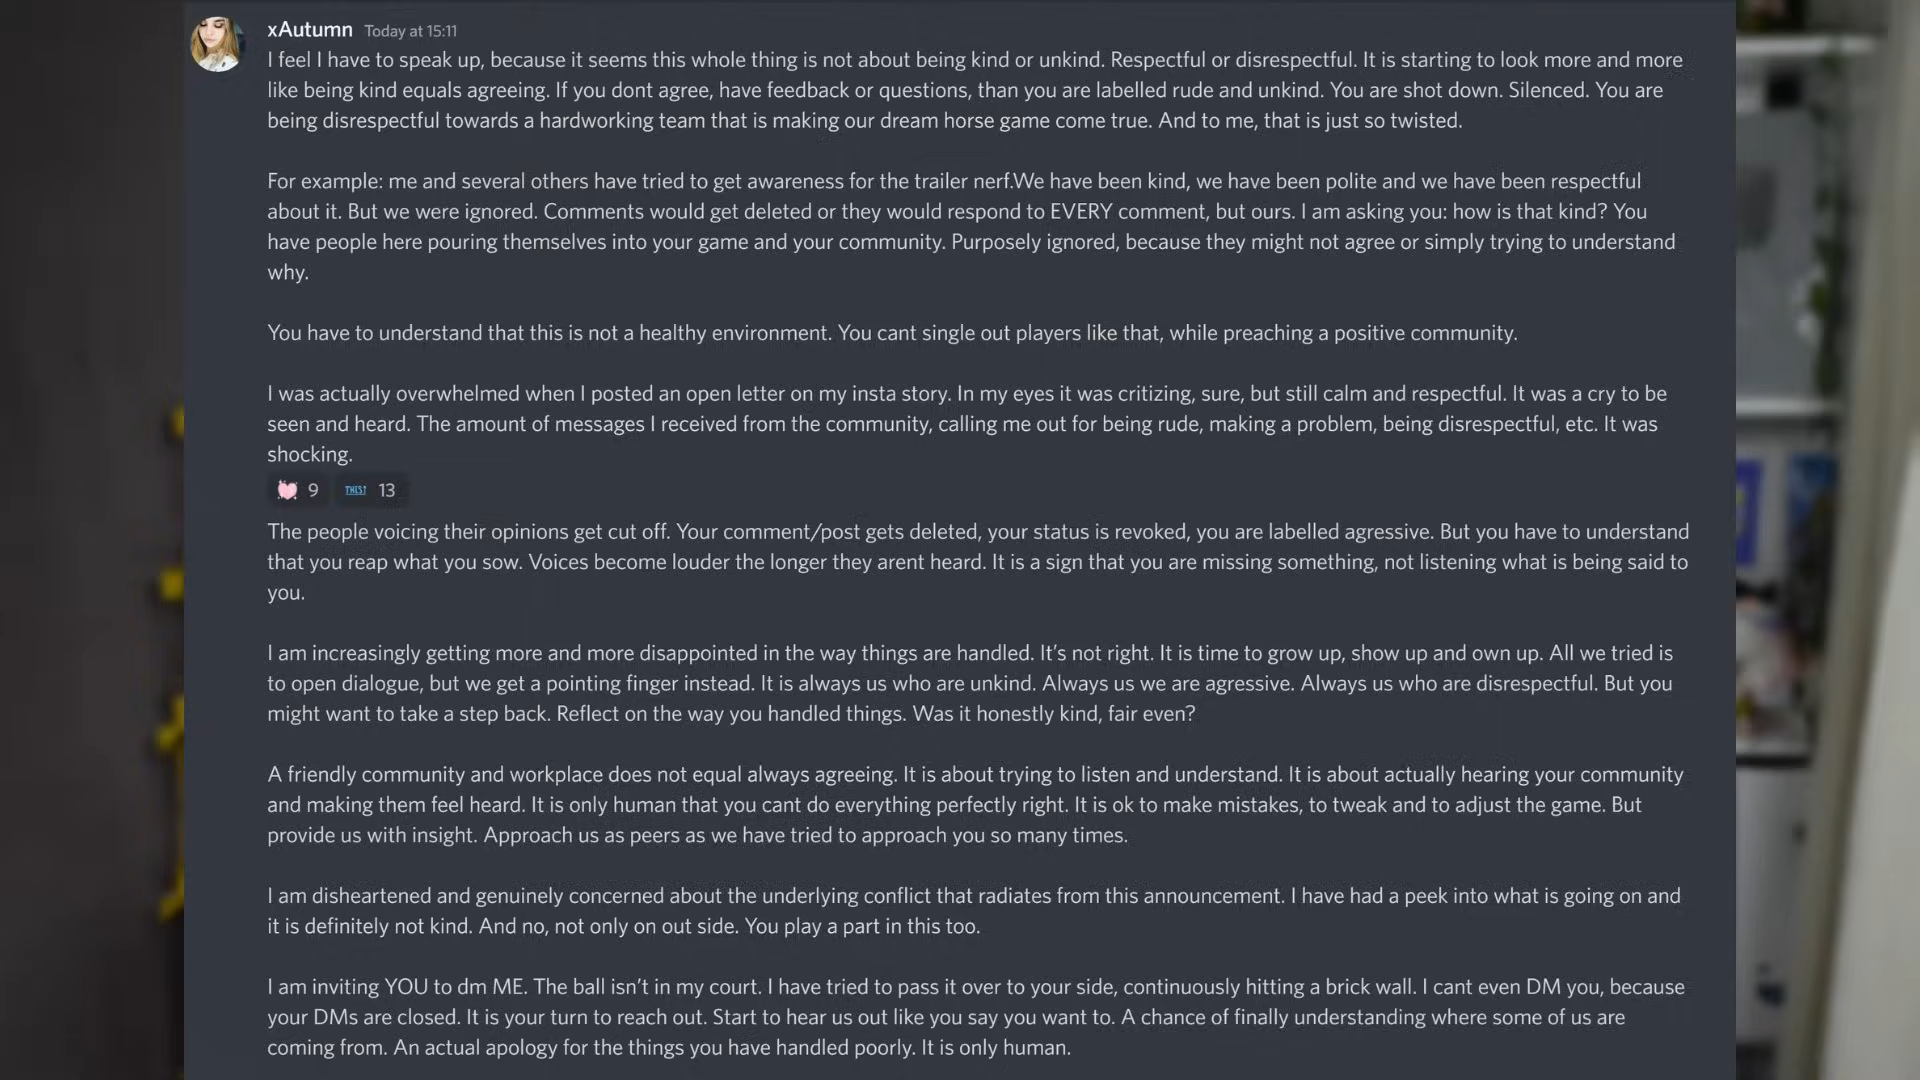 xAutumn Today at 15:11
I feel I have to speak up, because it seems this whole thing is not about being kind or unkind. Respectful or disrespectful. It is starting to look more and more
like being kind equals agreeing. If you dont agree, have feedback or questions, than you are labelled rude and unkind. You are shot down. Silenced. You are
being disrespectful towards a hardworking team that is making our dream horse game come true. And to me, that is just so twisted.
For example: me and several others have tried to get awareness for the trailer nerf.We have been kind, we have been polite and we have been respectful
about it. But we were ignored. Comments would get deleted or they would respond to EVERY comment, but ours. I am asking you: how is that kind? You
have people here pouring themselves into your game and your community. Purposely ignored, because they might not agree or simply trying to understand
why.
You have to understand that this is not a healthy environment. You cant single out players like that, while preaching a positive community.
I was actually overwhelmed when I posted an open letter on my insta story. In my eyes it was critizing, sure, but still calm and respectful. It was a cry to be
seen and heard. The amount of messages I received from the community, calling me out for being rude, making a problem, being disrespectful, etc. It was
shocking.
9 THIS! 13
The people voicing their opinions get cut off. Your comment/post gets deleted, your status is revoked, you are labelled agressive. But you have to understand
that you reap what you sow. Voices become louder the longer they arent heard. It is a sign that you are missing something, not listening what is being said to
you.
I am increasingly getting more and more disappointed in the way things are handled. It's not right. It is time to grow up, show up and own up. All we tried is
to open dialogue, but we get a pointing finger instead. It is always us who are unkind. Always us we are agressive. Always us who are disrespectful. But you
might want to take a step back. Reflect on the way you handled things. Was it honestly kind, fair even?
A friendly community and workplace does not equal always agreeing. It is about trying to listen and understand. It is about actually hearing your community
and making them feel heard. It is only human that you cant do everything perfectly right. It is ok to make mistakes, to tweak and to adjust the game. But
provide us with insight. Approach us as peers as we have tried to approach you so many times.
I am disheartened and genuinely concerned about the underlying conflict that radiates from this announcement. I have had a peek into what is going on and
it is definitely not kind. And no, not only on out side. You play a part in this too.
I am inviting YOU to dm ME. The ball isn't in my court. I have tried to pass it over to your side, continuously hitting a brick wall. I cant even DM you, because
your DMs are closed. It is your turn to reach out. Start to hear us out like you say you want to. A chance of finally understanding where some of us are
coming from. An actual apology for the things you have handled poorly. It is only human.